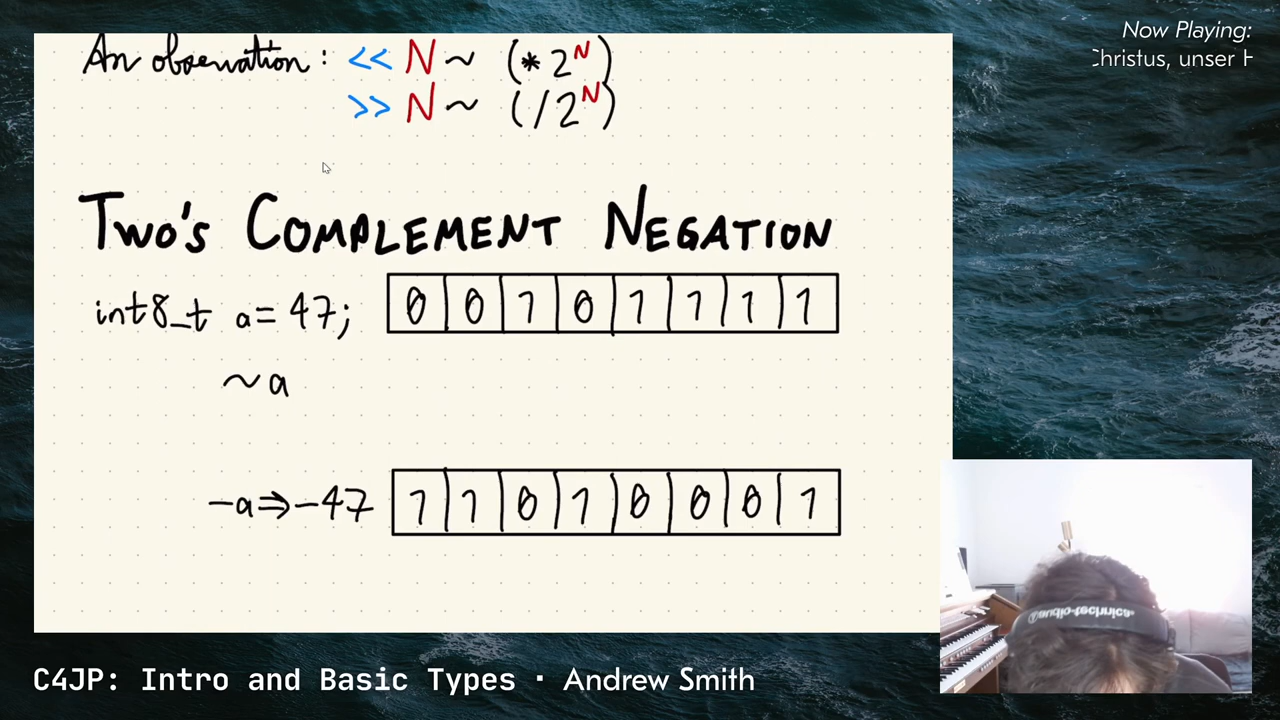 An observation: << N ~ (* 2^N)
>> N ~ (/ 2^N)
Now Playing:
Christus, unser H
TWO'S COMPLEMENT NEGATION
int8_t a = 47; 0 0 1 0 1 1 1 1
~a
-a ⇒ -47 1 1 0 1 0 0 0 1
audio-technica
C4JP: Intro and Basic Types · Andrew Smith